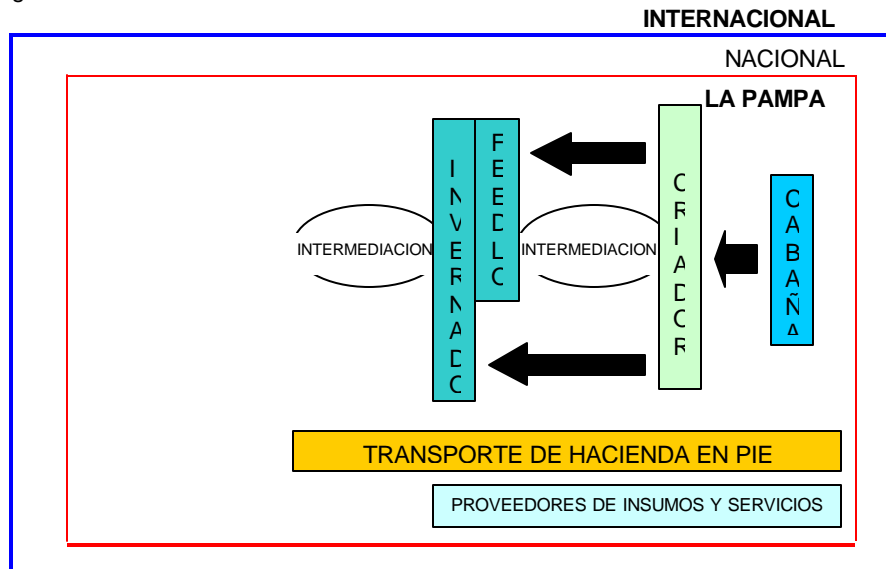 INTERNACIONAL
NACIONAL
LA PAMPA
INVERNADO
FEEDLO
CRIADOR
CABAÑA
INTERMEDIACION
INTERMEDIACION
TRANSPORTE DE HACIENDA EN PIE
PROVEEDORES DE INSUMOS Y SERVICIOS